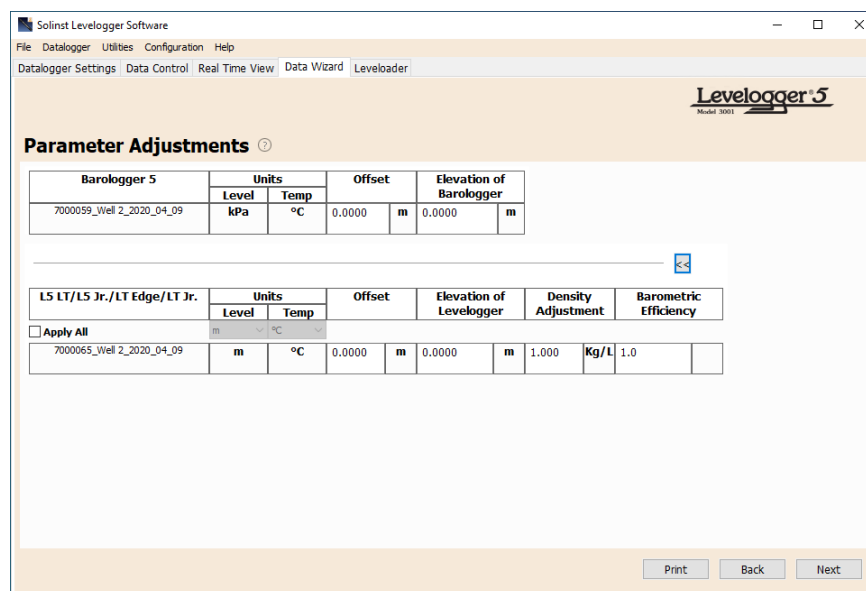 Solinst Levelogger Software
File Datalogger Utilities Configuration Help
Datalogger Settings Data Control Real Time View Data Wizard Leveloader
Levelogger® 5
Model 3001
Parameter Adjustments ?
Barologger 5 Units Offset Elevation of Barologger
Level Temp
7000059_Well 2_2020_04_09 kPa °C 0.0000 m 0.0000 m
<<
L5 LT/L5 Jr./LT Edge/LT Jr. Units Offset Elevation of Levelogger Density Adjustment Barometric Efficiency
Level Temp
Apply All m °C
7000065_Well 2_2020_04_09 m °C 0.0000 m 0.0000 m 1.000 Kg/L 1.0
Print Back Next